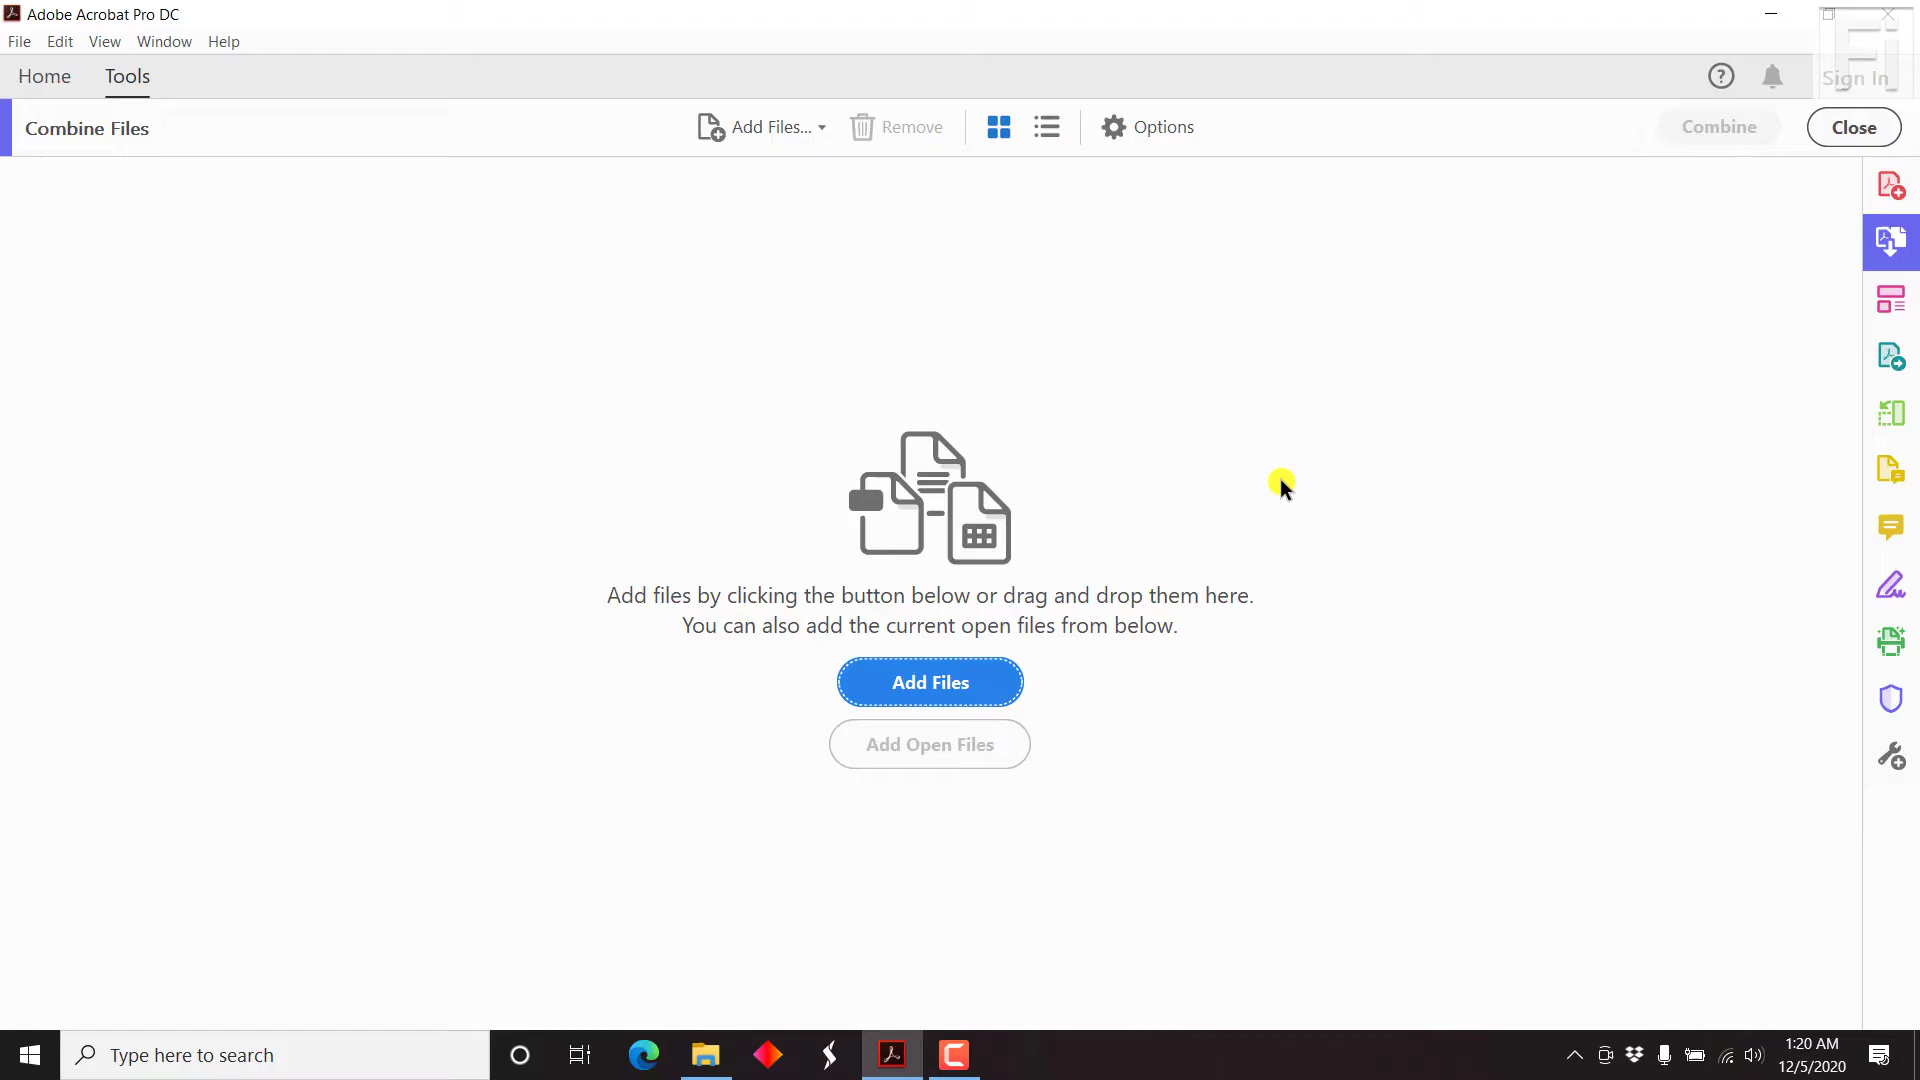 Adobe Acrobat Pro DC
File Edit View Window Help
Home Tools
Sign In
Combine Files
Add Files...
Remove
Options
Combine
Close
Add files by clicking the button below or drag and drop them here.
You can also add the current open files from below.
Add Files
Add Open Files
Type here to search
1:20 AM
12/5/2020